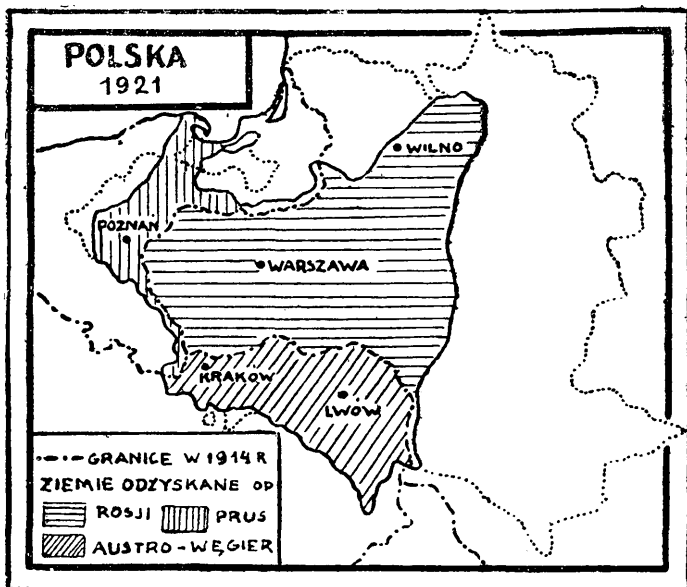 POLSKA
1921
WILNO
POZNAŃ
WARSZAWA
KRAKÓW
LWÓW
GRANICE W 1914 R
ZIEMIE ODZYSKANE OD
ROSJI PRUS
AUSTRO-WĘGIER